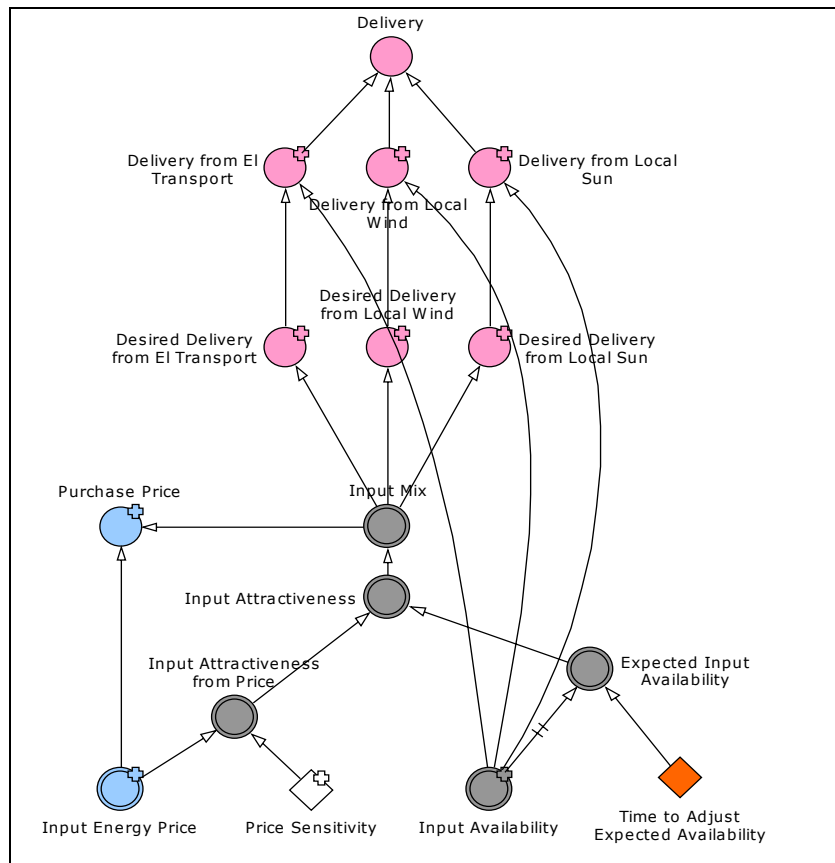 Delivery
Delivery from El
Transport
Delivery from Local
Wind
Delivery from Local
Sun
Desired Delivery
from El Transport
Desired Delivery
from Local Wind
Desired Delivery
from Local Sun
Purchase Price
Input Mix
Input Attractiveness
Input Attractiveness
from Price
Expected Input
Availability
Input Energy Price
Price Sensitivity
Input Availability
Time to Adjust
Expected Availability